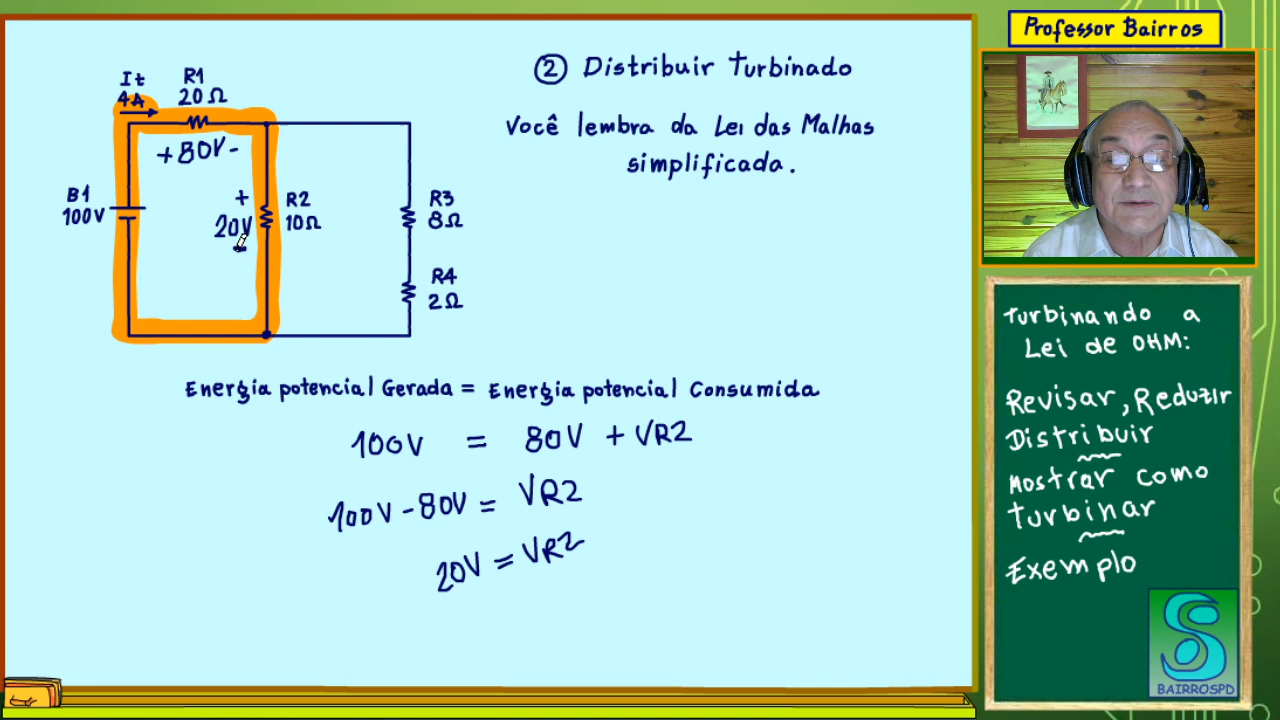 Professor Bairros
② Distribuir Turbinado
Você lembra da Lei das Malhas
simplificada.
It
4A
R1
20Ω
+80V-
B1
100V
+
20V
-
R2
10Ω
R3
8Ω
R4
2Ω
Energia potencial Gerada = Energia potencial Consumida
100V = 80V + VR2
100V - 80V = VR2
20V = VR2
Turbinando a
Lei de OHM:
Revisar, Reduzir
Distribuir
Mostrar como
Turbinar
Exemplo
BAIRROSPD